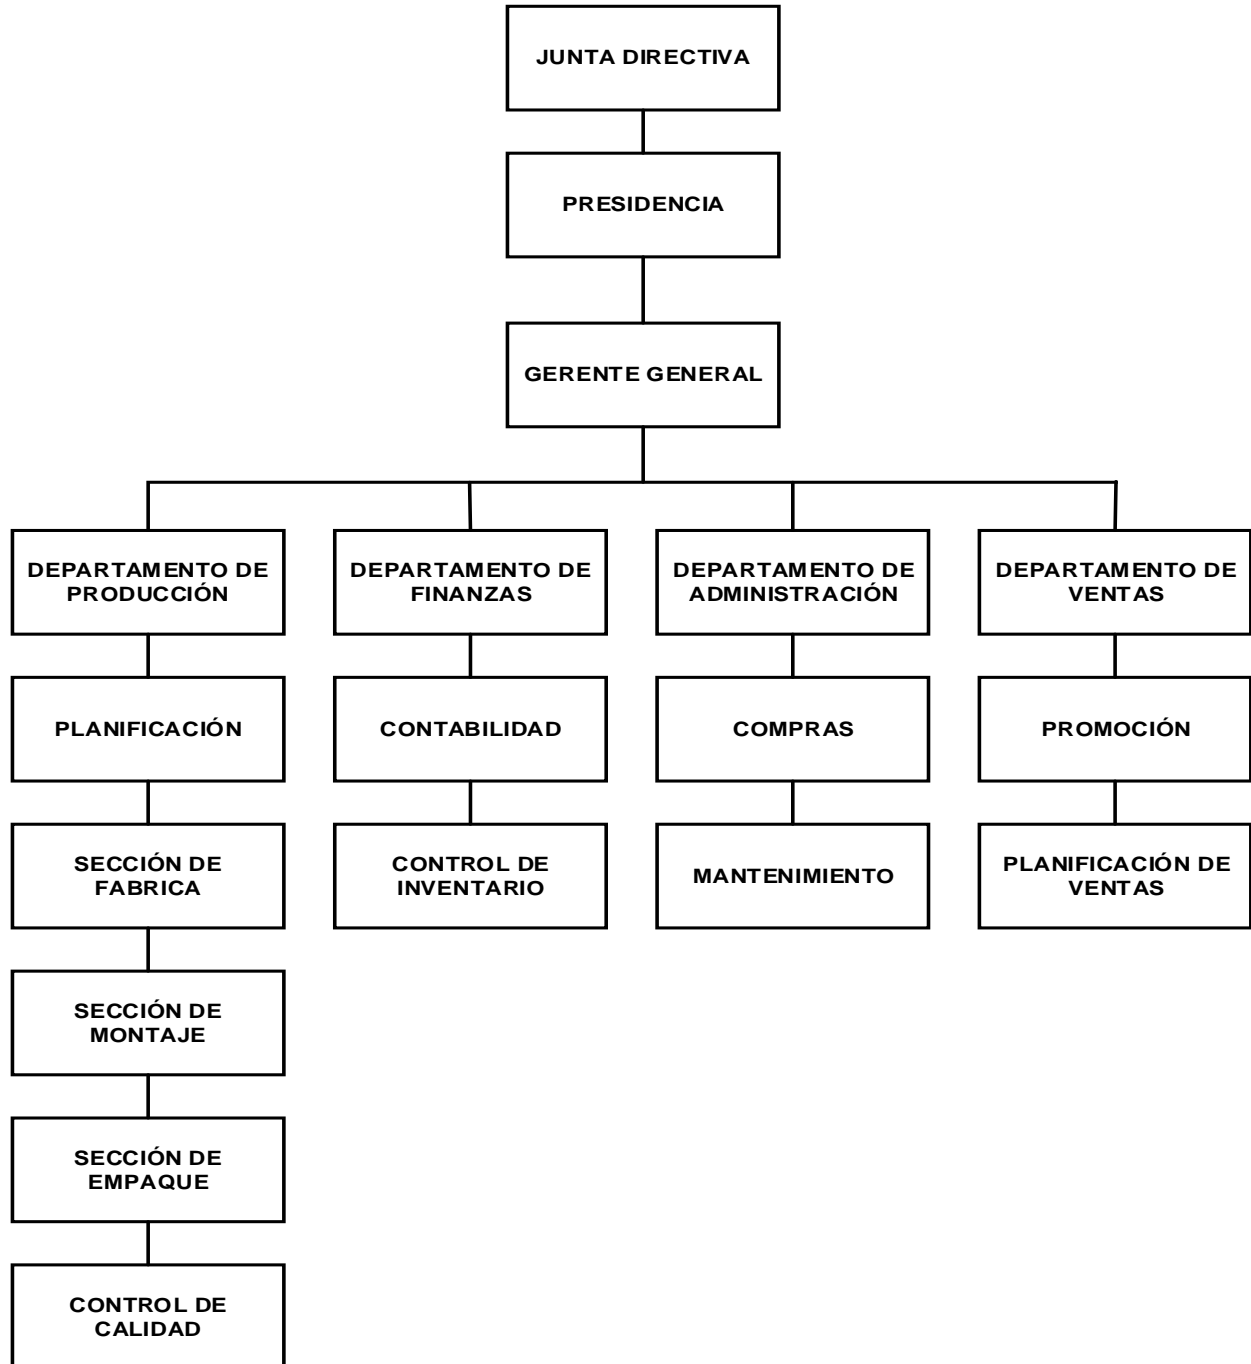 JUNTA DIRECTIVA
PRESIDENCIA
GERENTE GENERAL
DEPARTAMENTO DE
PRODUCCIÓN
DEPARTAMENTO DE
FINANZAS
DEPARTAMENTO DE
ADMINISTRACIÓN
DEPARTAMENTO DE
VENTAS
PLANIFICACIÓN
CONTABILIDAD
COMPRAS
PROMOCIÓN
SECCIÓN DE
FABRICA
CONTROL DE
INVENTARIO
MANTENIMIENTO
PLANIFICACIÓN DE
VENTAS
SECCIÓN DE
MONTAJE
SECCIÓN DE
EMPAQUE
CONTROL DE
CALIDAD